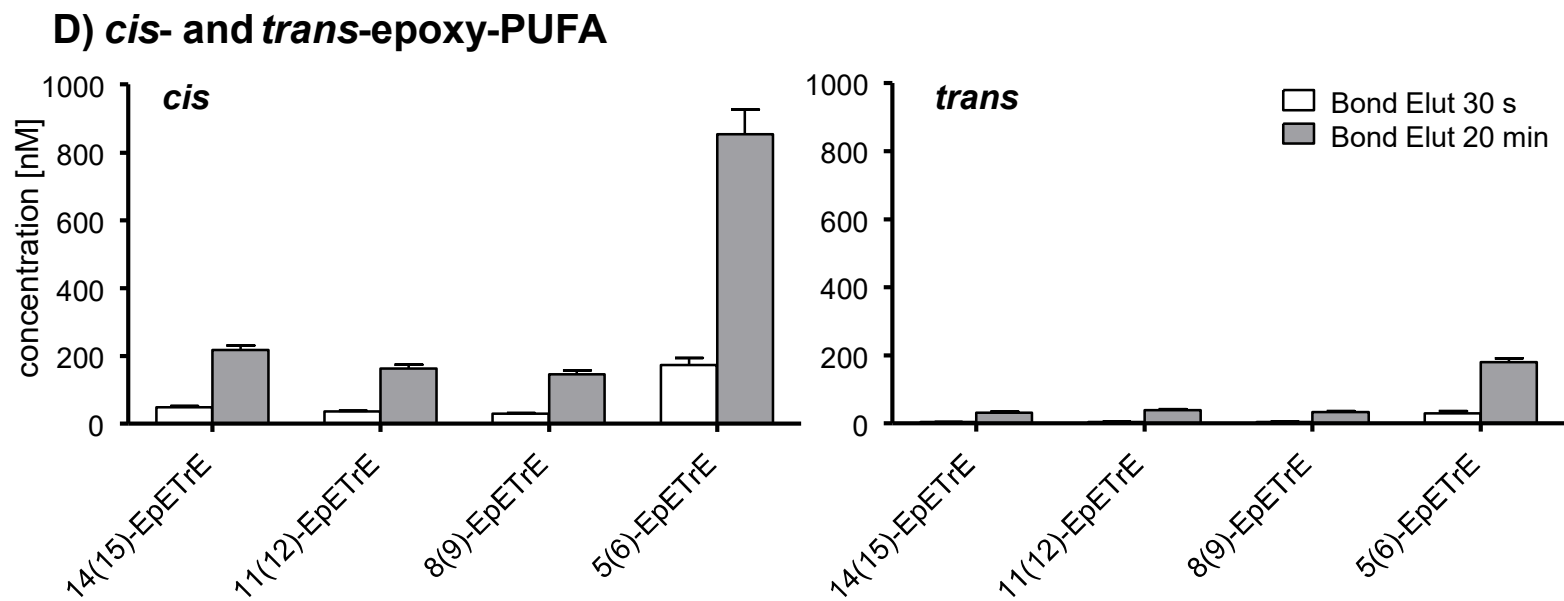 D) cis- and trans-epoxy-PUFA
concentration [nM]
1000
800
600
400
200
0
cis
14(15)-EpETrE
11(12)-EpETrE
8(9)-EpETrE
5(6)-EpETrE
1000
800
600
400
200
0
trans
Bond Elut 30 s
Bond Elut 20 min
14(15)-EpETrE
11(12)-EpETrE
8(9)-EpETrE
5(6)-EpETrE